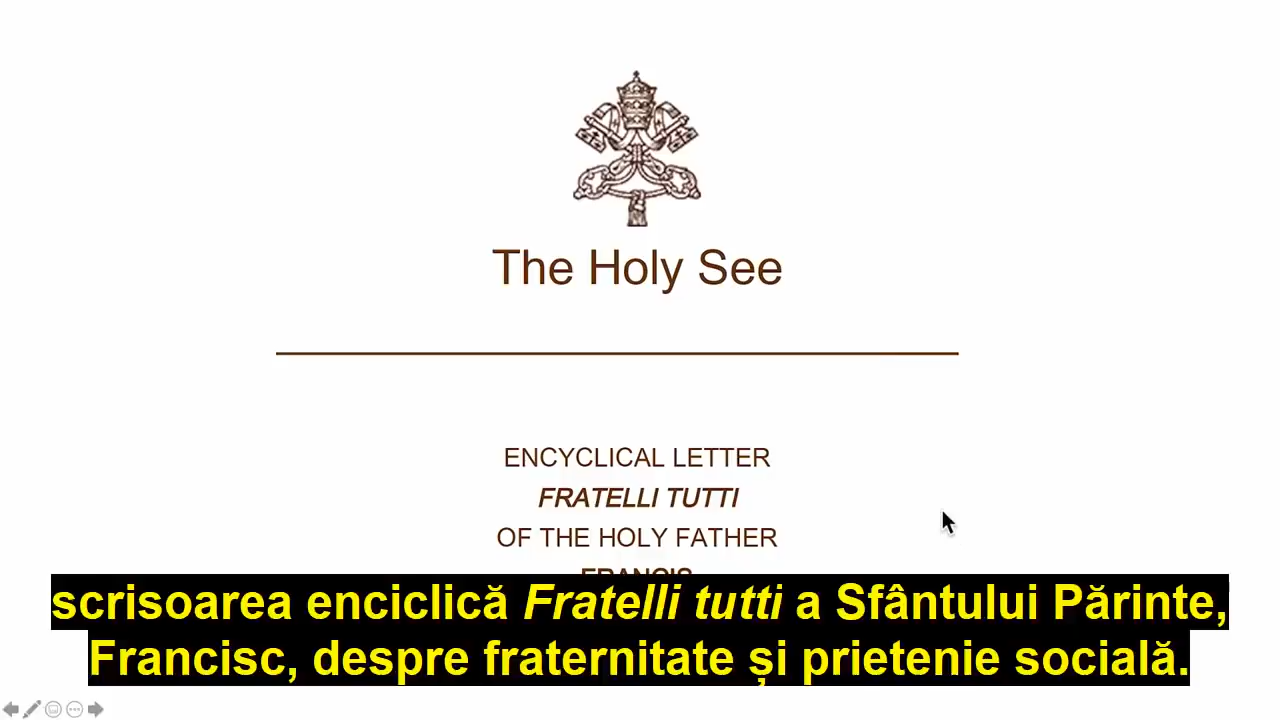 The Holy See
ENCYCLICAL LETTER
FRATELLI TUTTI
OF THE HOLY FATHER
FRANCIS
scrisoarea enciclică Fratelli tutti a Sfântului Părinte,
Francisc, despre fraternitate și prietenie socială.